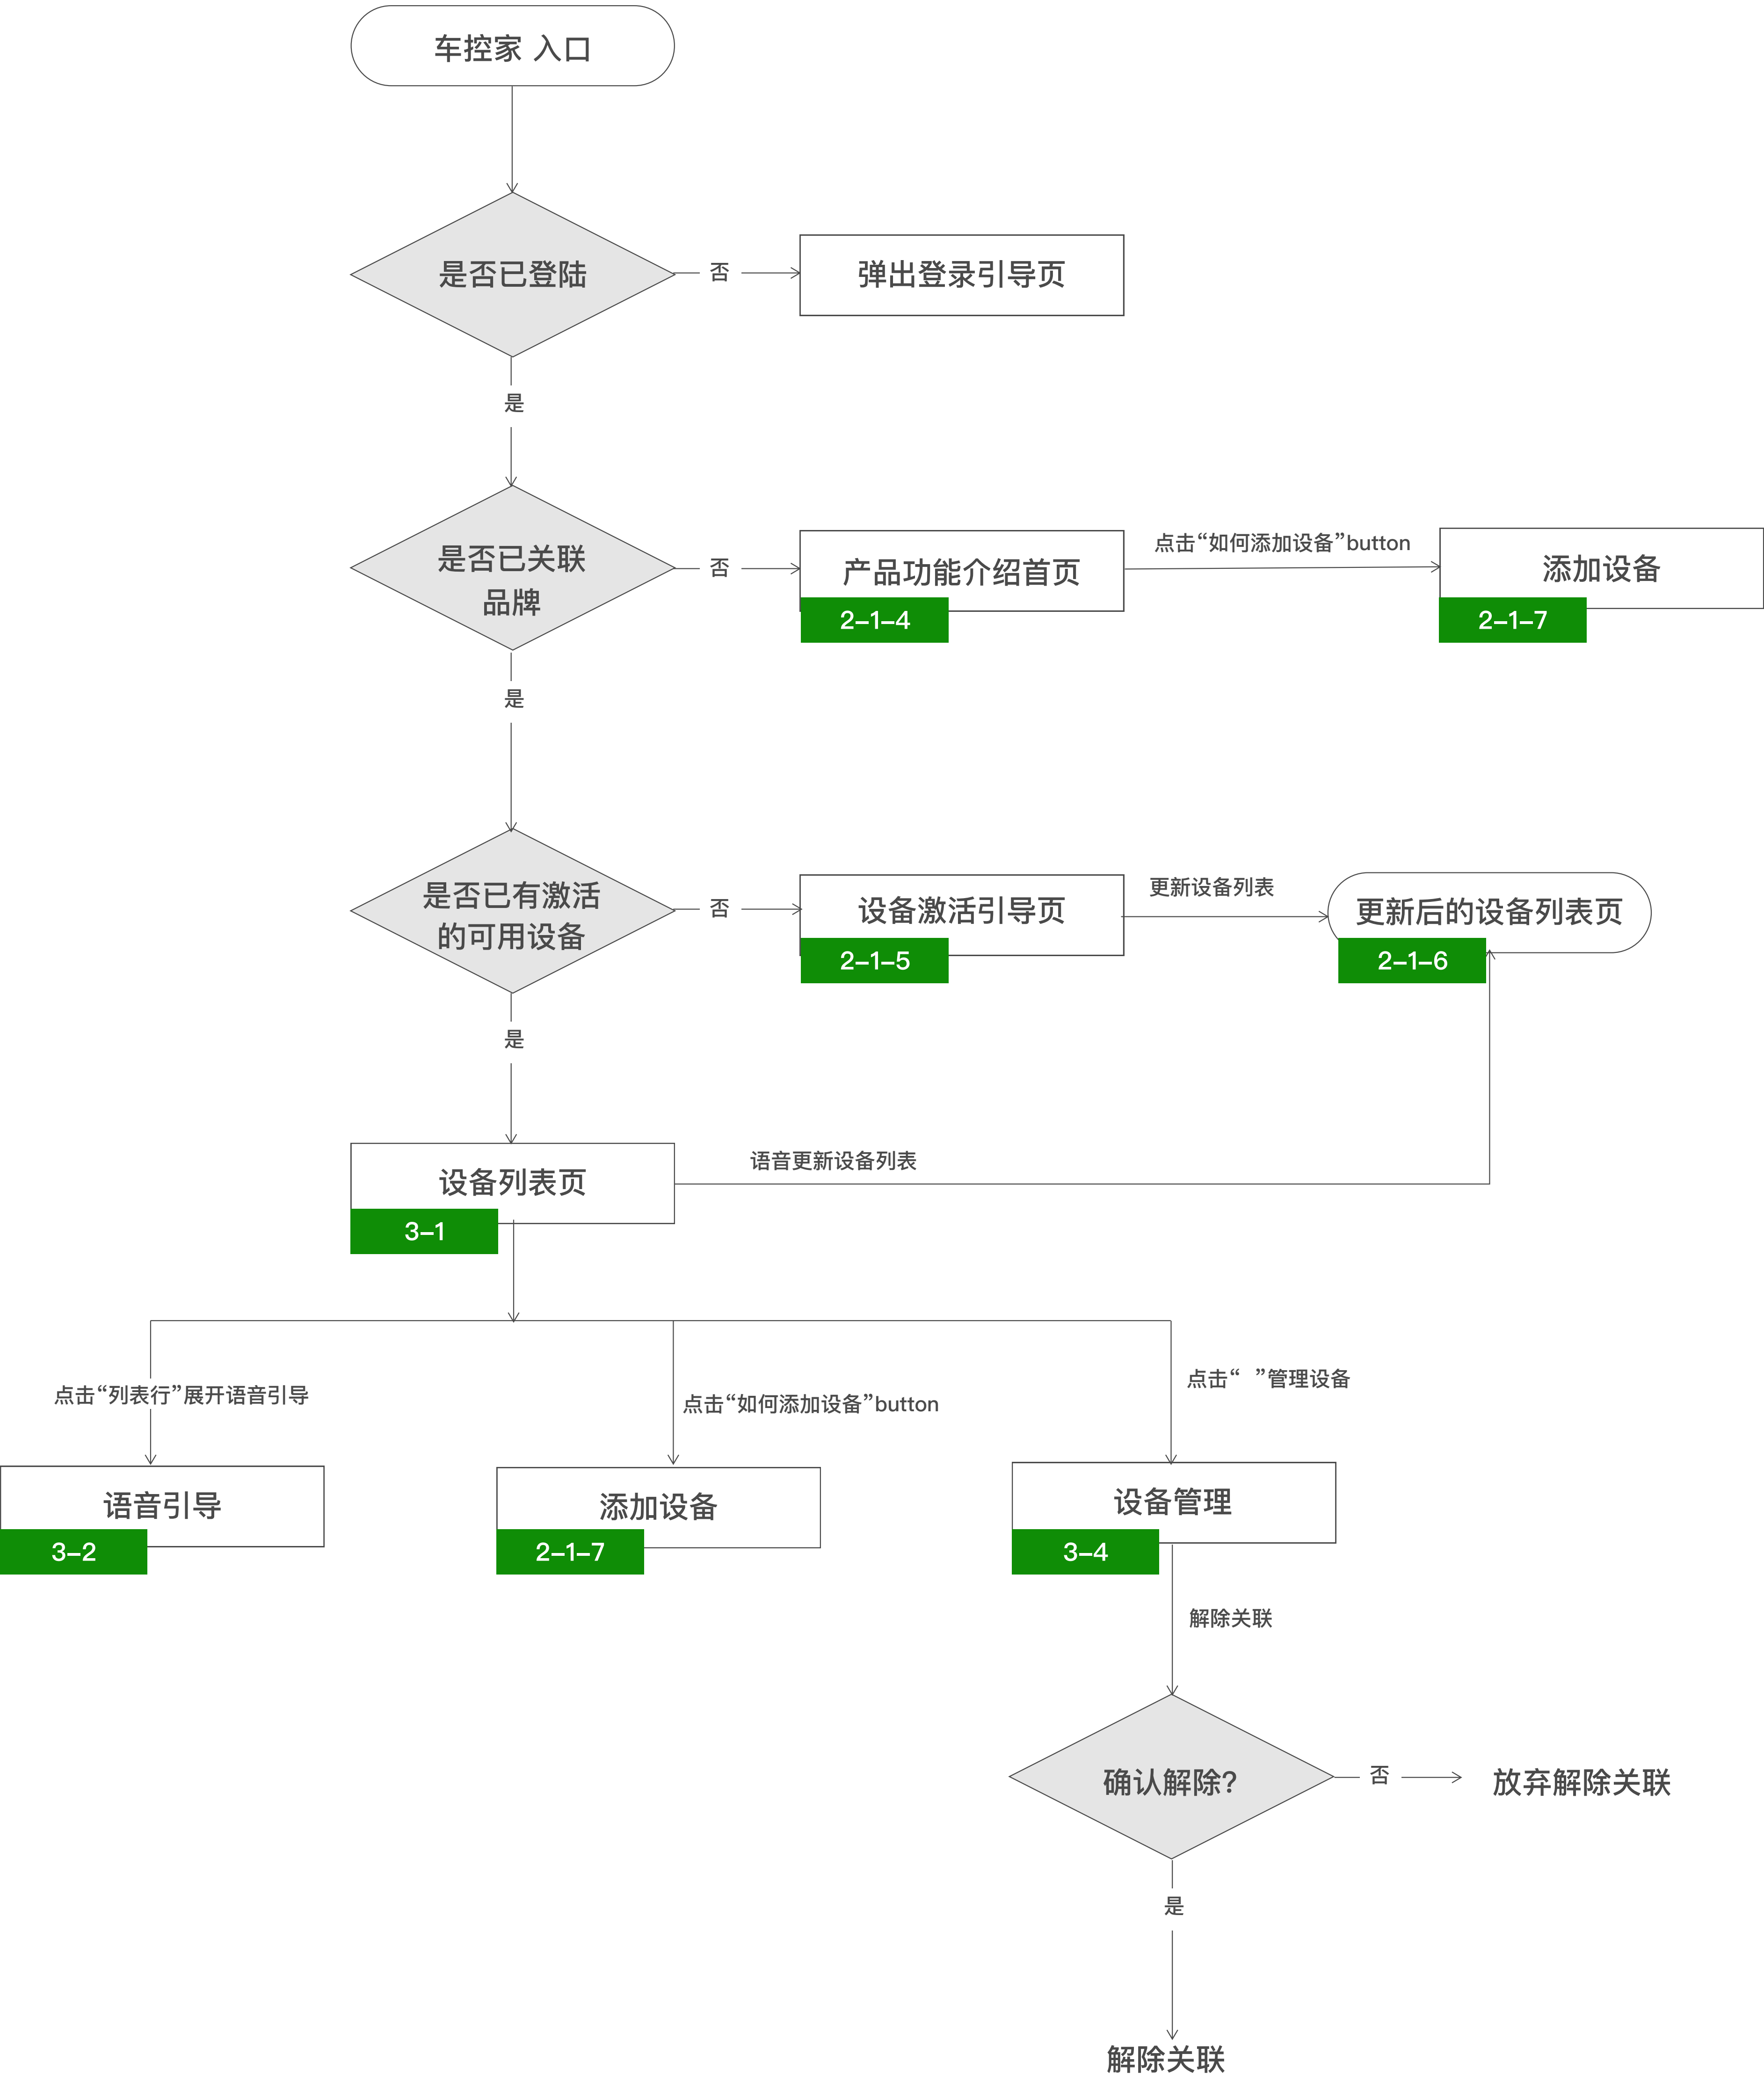 车控家 入口
是否已登陆
否
弹出登录引导页
是
是否已关联
品牌
否
产品功能介绍首页
2-1-4
点击“如何添加设备”button
添加设备
2-1-7
是
是否已有激活
的可用设备
否
设备激活引导页
2-1-5
更新设备列表
更新后的设备列表页
2-1-6
是
设备列表页
3-1
语音更新设备列表
点击“列表行”展开语音引导
点击“如何添加设备”button
点击“ ”管理设备
语音引导
3-2
添加设备
2-1-7
设备管理
3-4
解除关联
确认解除?
否
放弃解除关联
是
解除关联